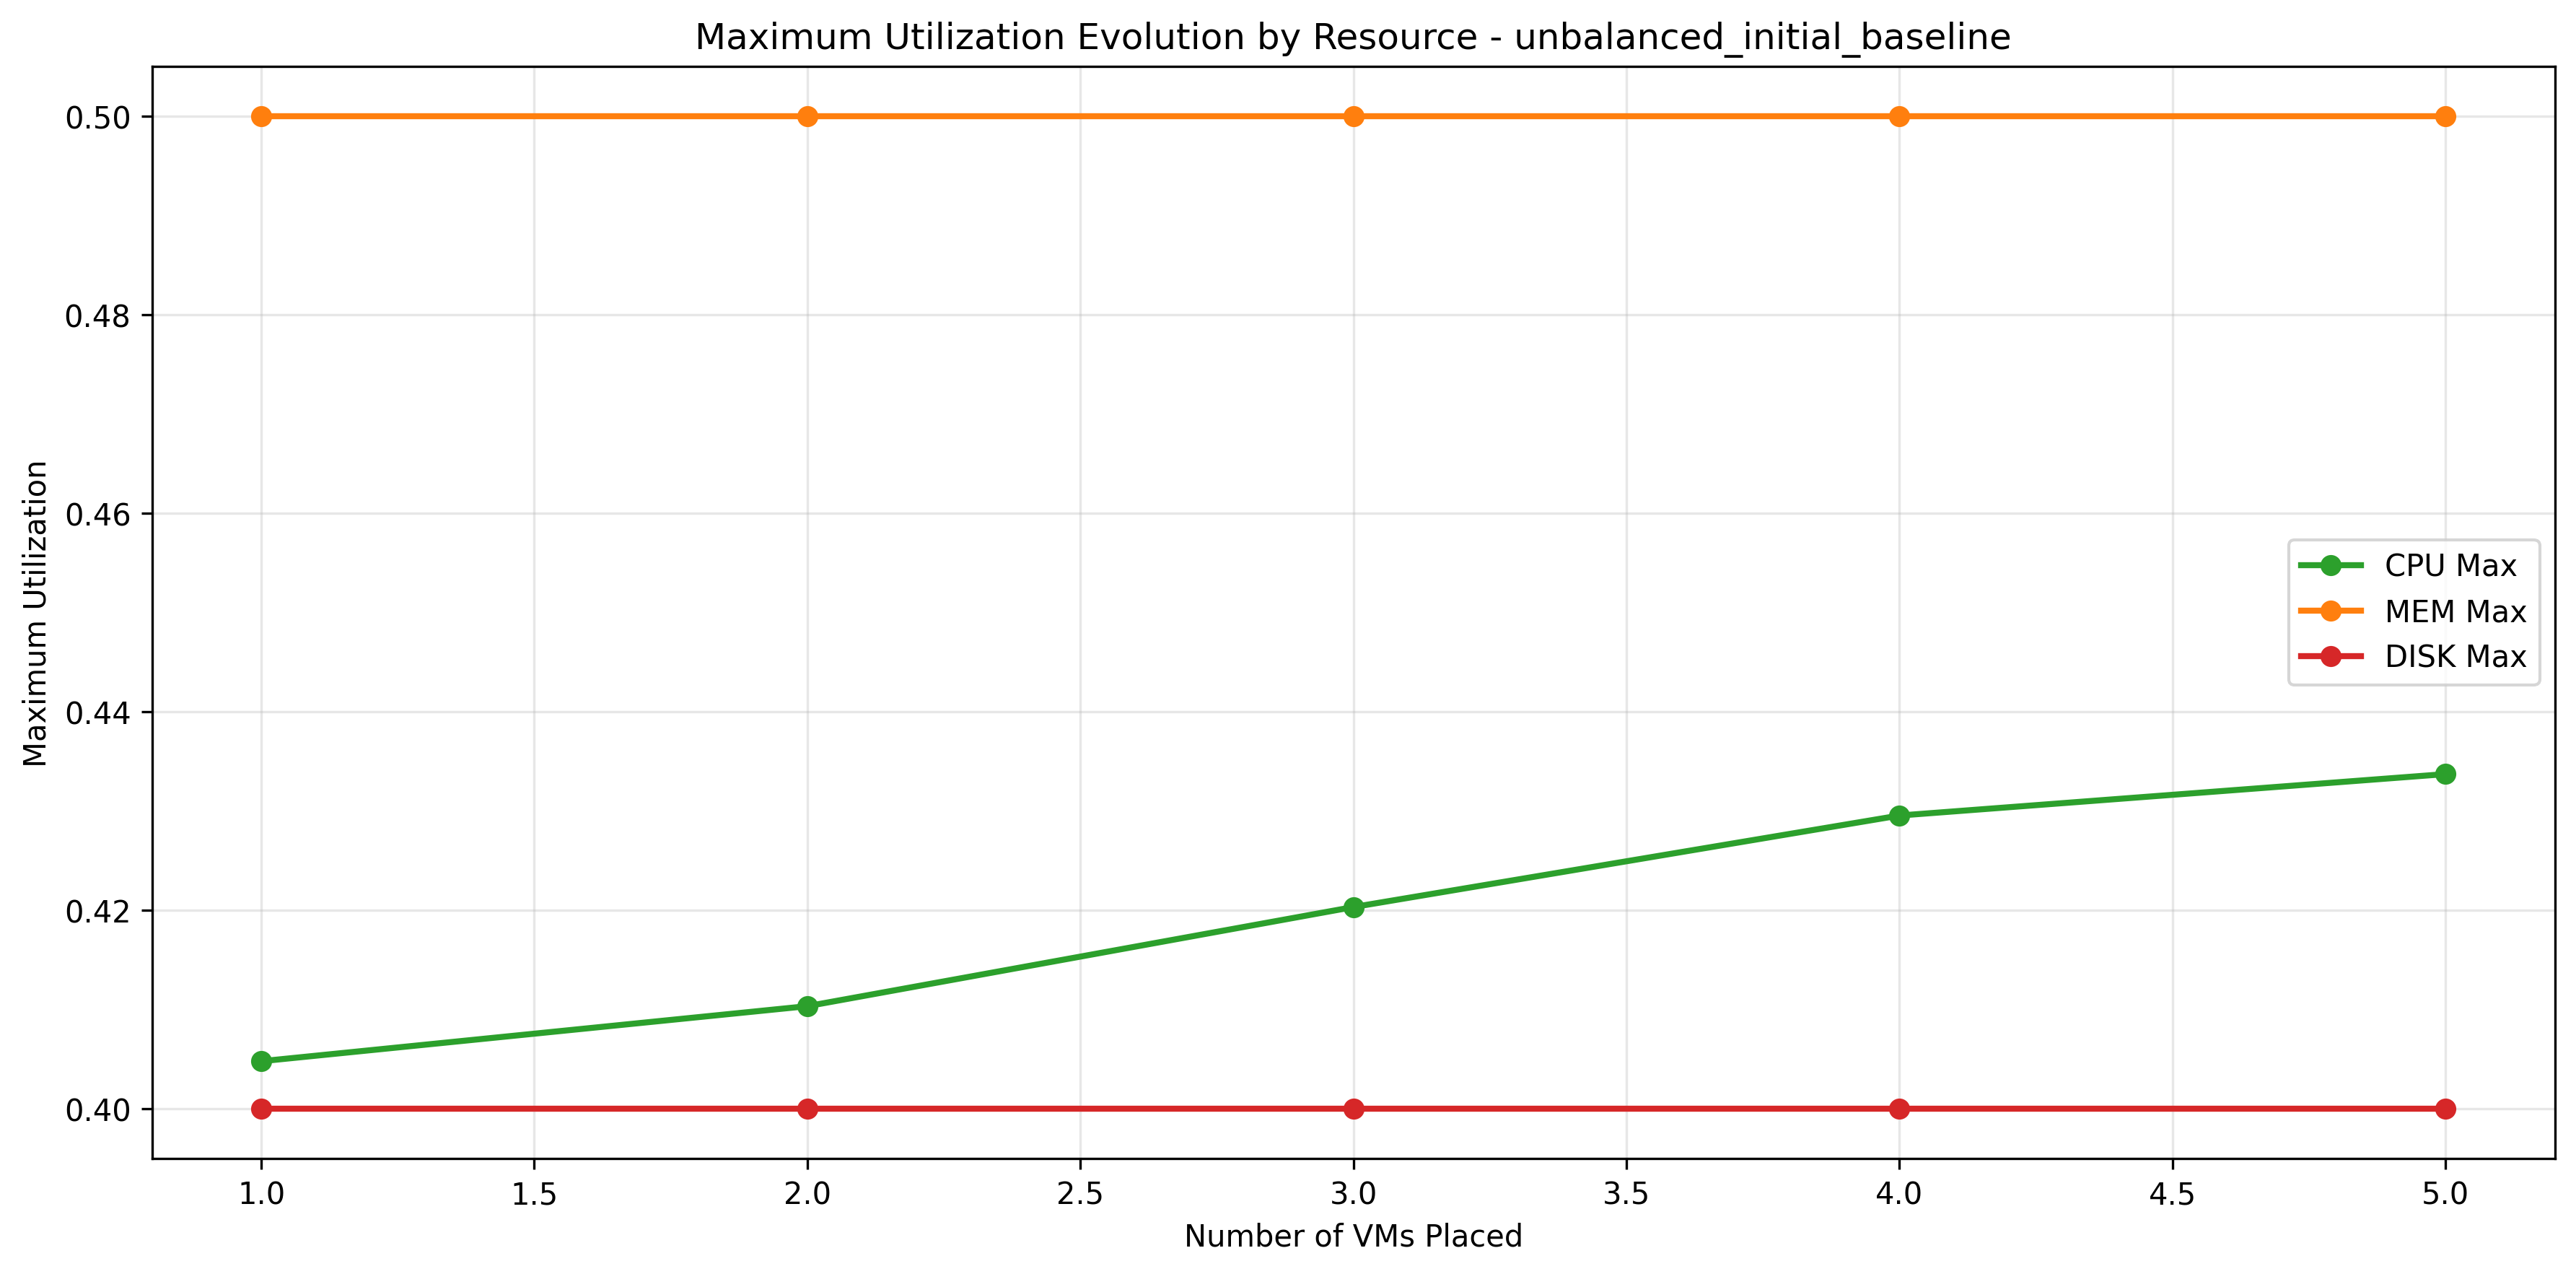 Maximum Utilization Evolution by Resource - unbalanced_initial_baseline
Maximum Utilization
0.50
0.48
0.46
0.44
0.42
0.40
CPU Max
MEM Max
DISK Max
1.0 1.5 2.0 2.5 3.0 3.5 4.0 4.5 5.0
Number of VMs Placed